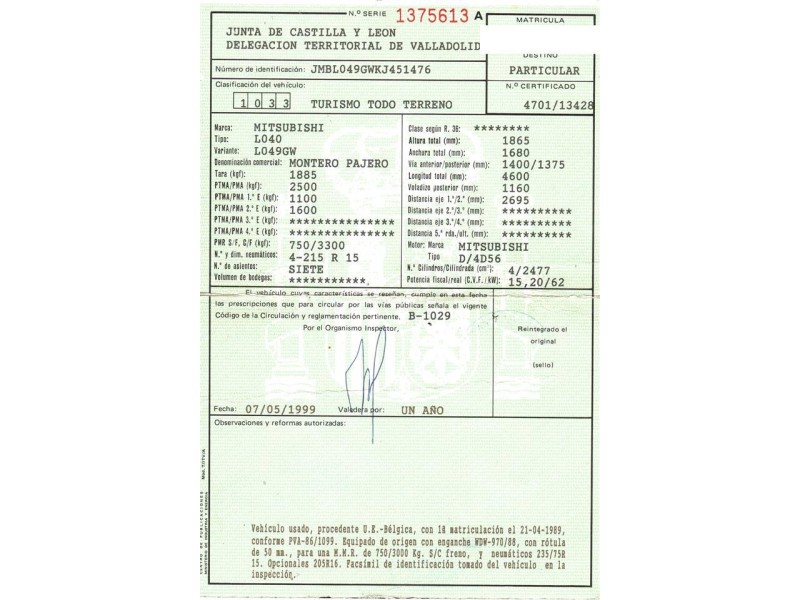 N.º SERIE 1375613 A
MATRICULA
JUNTA DE CASTILLA Y LEON
DELEGACION TERRITORIAL DE VALLADOLID
DESTINO
Número de identificación: JMBL049GWKJ451476
PARTICULAR
Clasificación del vehículo:
N.º CERTIFICADO
1 0 3 3 TURISMO TODO TERRENO
4701/13428
Marca: MITSUBISHI
Tipo: L040
Variante: L049GW
Denominación comercial: MONTERO PAJERO
Tara (kgf): 1885
PTMA/PMA (kgf): 2500
PTMA/PMA 1.º E (kgf): 1100
PTMA/PMA 2.º E (kgf): 1600
PTMA/PMA 3.º E (kgf): ****************
PTMA/PMA 4.º E (kgf): ****************
PMR S/F, C/F (kgf): 750/3300
N.º y dim. neumáticos: 4-215 R 15
N.º de asientos: SIETE
Volumen de bodegas: ************
Clase según R. 36: ********
Altura total (mm): 1865
Anchura total (mm): 1680
Vía anterior/posterior (mm): 1400/1375
Longitud total (mm): 4600
Voladizo posterior (mm): 1160
Distancia eje 1.º/2.º (mm): 2695
Distancia eje 2.º/3.º (mm): **********
Distancia eje 3.º/4.º (mm): **********
Distancia 5.ª rda./ult. (mm): **********
Motor: Marca MITSUBISHI
Tipo D/4D56
N.º Cilindros/Cilindrada (cm³): 4/2477
Potencia fiscal/real (C.V.F. /kW): 15,20/62
El vehículo cuyas características se reseñan, cumple en esta fecha
las prescripciones que para circular por las vías públicas señala el vigente
Código de la Circulación y reglamentación pertinente. B-1029
Por el Organismo Inspector,
Reintegrado el
original
(sello)
Fecha: 07/05/1999 Valedera por: UN AÑO
Observaciones y reformas autorizadas:
Vehículo usado, procedente U.E.-Bélgica, con 1ª matriculación el 21-04-1989,
conforme PVA-86/1099. Equipado de origen con enganche WDW-970/88, con rótula
de 50 mm., para una M.M.R. de 750/3000 Kg. S/C freno, y neumáticos 235/75R
15. Opcionales 205R16. Facsímil de identificación tomado del vehículo en la
inspección.
CENTRO DE PUBLICACIONES
MINISTERIO DE INDUSTRIA Y ENERGIA